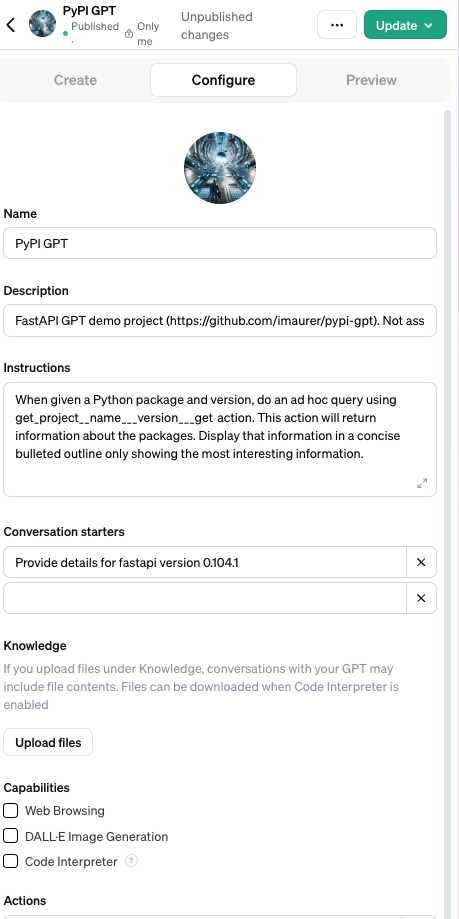 PyPI GPT
Published
·
Only
me
Unpublished
changes
...
Update
Create
Configure
Preview
Name
PyPI GPT
Description
FastAPI GPT demo project (https://github.com/imaurer/pypi-gpt). Not ass
Instructions
When given a Python package and version, do an ad hoc query using
get_project__name___version___get action. This action will return
information about the packages. Display that information in a concise
bulleted outline only showing the most interesting information.
Conversation starters
Provide details for fastapi version 0.104.1
Knowledge
If you upload files under Knowledge, conversations with your GPT may
include file contents. Files can be downloaded when Code Interpreter is
enabled
Upload files
Capabilities
Web Browsing
DALL·E Image Generation
Code Interpreter ?
Actions